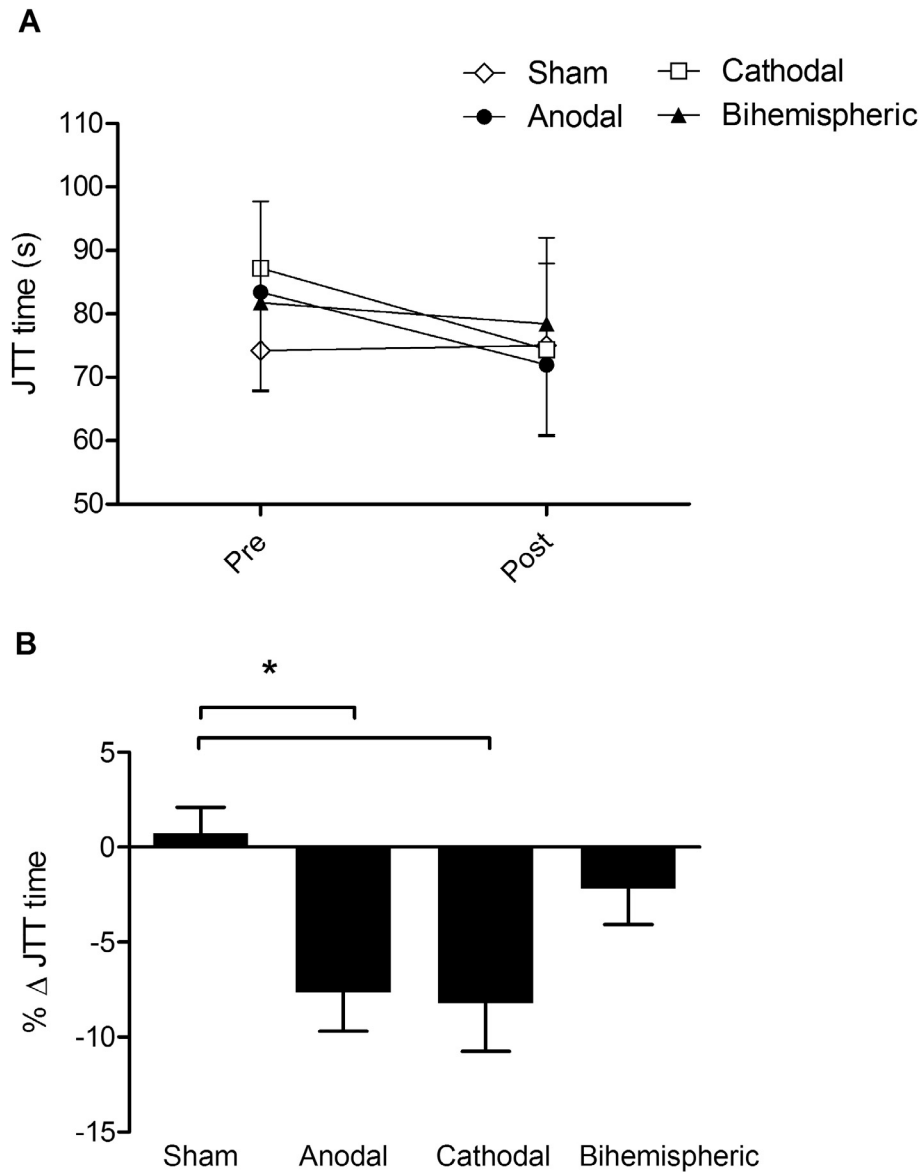 A
Sham Cathodal
Anodal Bihemispheric
110
100
90
80
70
60
50
JTT time (s)
Pre Post
B
*
5
0
-5
-10
-15
% Δ JTT time
Sham Anodal Cathodal Bihemispheric